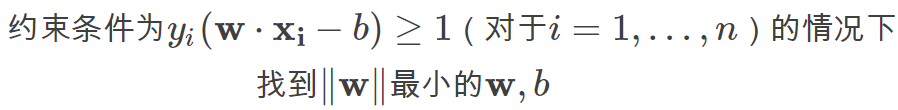 约束条件为y_i(w · x_i − b) ≥ 1（对于i = 1, . . . , n）的情况下
找到‖w‖最小的w, b